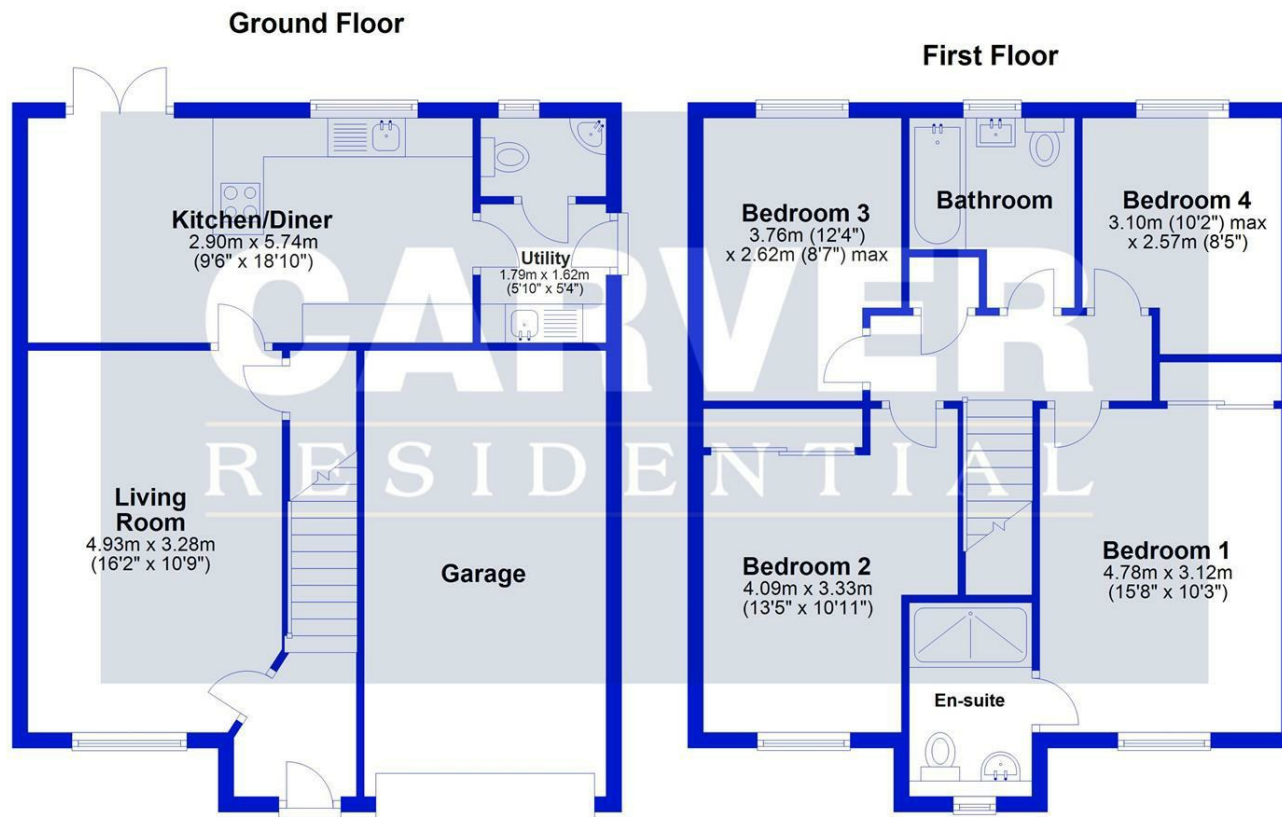 Ground Floor
First Floor
Kitchen/Diner
2.90m x 5.74m
(9'6" x 18'10")
Utility
1.79m x 1.62m
(5'10" x 5'4")
Living
Room
4.93m x 3.28m
(16'2" x 10'9")
Garage
Bedroom 3
3.76m (12'4")
x 2.62m (8'7") max
Bathroom
Bedroom 4
3.10m (10'2") max
x 2.57m (8'5")
Bedroom 2
4.09m x 3.33m
(13'5" x 10'11")
Bedroom 1
4.78m x 3.12m
(15'8" x 10'3")
En-suite
CARVER
RESIDENTIAL